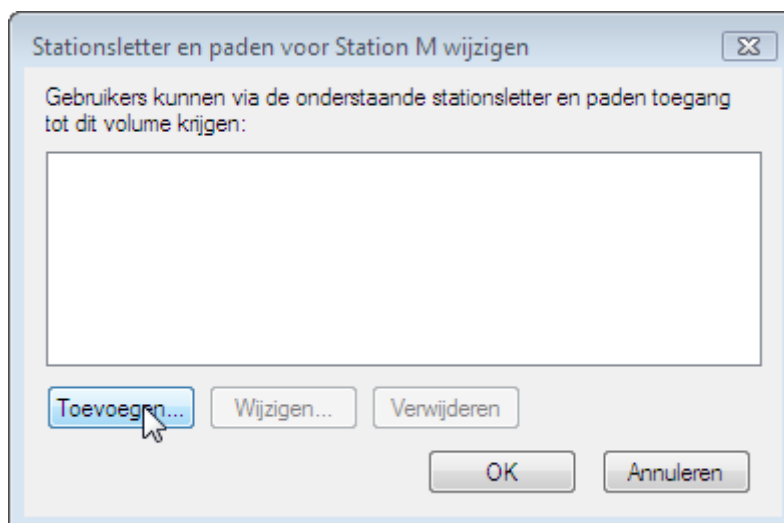 Stationsletter en paden voor Station M wijzigen
Gebruikers kunnen via de onderstaande stationsletter en paden toegang
tot dit volume krijgen:
Toevoegen... Wijzigen... Verwijderen
OK Annuleren